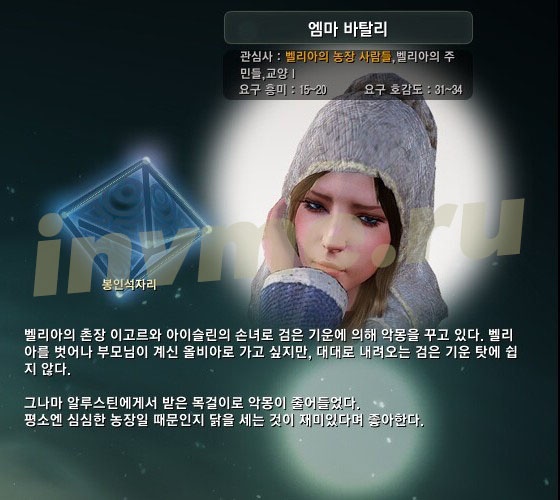 엠마 바탈리
관심사 : 벨리아의 농장 사람들,벨리아의 주
민들,교양 I
요구 흥미 : 15~20 요구 호감도 : 31~34
봉인석자리
벨리아의 촌장 이고르와 아이슬린의 손녀로 검은 기운에 의해 악몽을 꾸고 있다. 벨리
아를 벗어나 부모님이 계신 올비아로 가고 싶지만, 대대로 내려오는 검은 기운 탓에 쉽
지 않다.
그나마 알루스틴에게서 받은 목걸이로 악몽이 줄어들었다.
평소엔 심심한 농장일 때문인지 닭을 세는 것이 재미있다며 좋아한다.